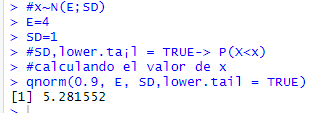 > #x~N(E;SD)
> E=4
> SD=1
> #SD,lower.ta¡l = TRUE-> P(X<x)
> #calculando el valor de x
> qnorm(0.9, E, SD,lower.tail = TRUE)
[1] 5.281552
>